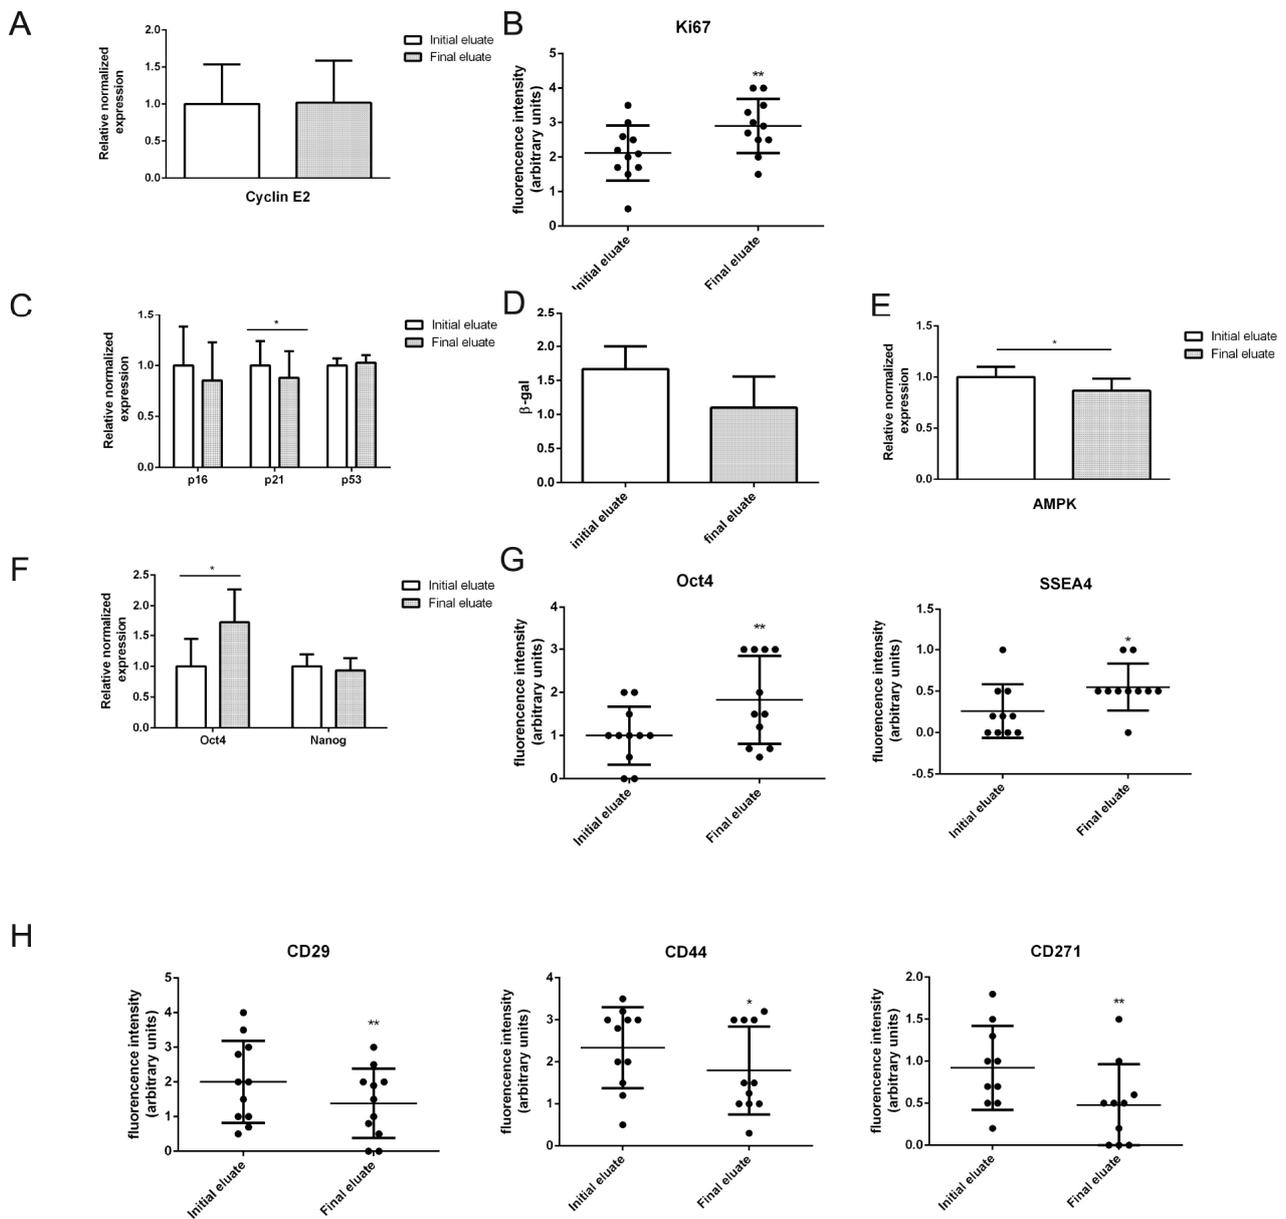 A
2.0
1.5
1.0
0.5
0.0
Relative normalized
expression
Cyclin E2
Initial eluate
Final eluate
B
Ki67
5
4
3
2
1
0
fluorencence intensity
(arbitrary units)
**
Initial eluate
Final eluate
C
1.5
1.0
0.5
0.0
Relative normalized
expression
*
p16
p21
p53
Initial eluate
Final eluate
D
2.5
2.0
1.5
1.0
0.5
0.0
β-gal
initial eluate
final eluate
E
1.5
1.0
0.5
0.0
Relative normalized
expression
*
AMPK
Initial eluate
Final eluate
F
2.5
2.0
1.5
1.0
0.5
0.0
Relative normalized
expression
*
Oct4
Nanog
Initial eluate
Final eluate
G
Oct4
4
3
2
1
0
fluorencence intensity
(arbitrary units)
**
Initial eluate
Final eluate
SSEA4
1.5
1.0
0.5
0.0
-0.5
fluorencence intensity
(arbitrary units)
*
Initial eluate
Final eluate
H
CD29
5
4
3
2
1
0
fluorencence intensity
(arbitrary units)
**
Initial eluate
Final eluate
CD44
4
3
2
1
0
fluorencence intensity
(arbitrary units)
*
Initial eluate
Final eluate
CD271
2.0
1.5
1.0
0.5
0.0
fluorencence intensity
(arbitrary units)
**
Initial eluate
Final eluate